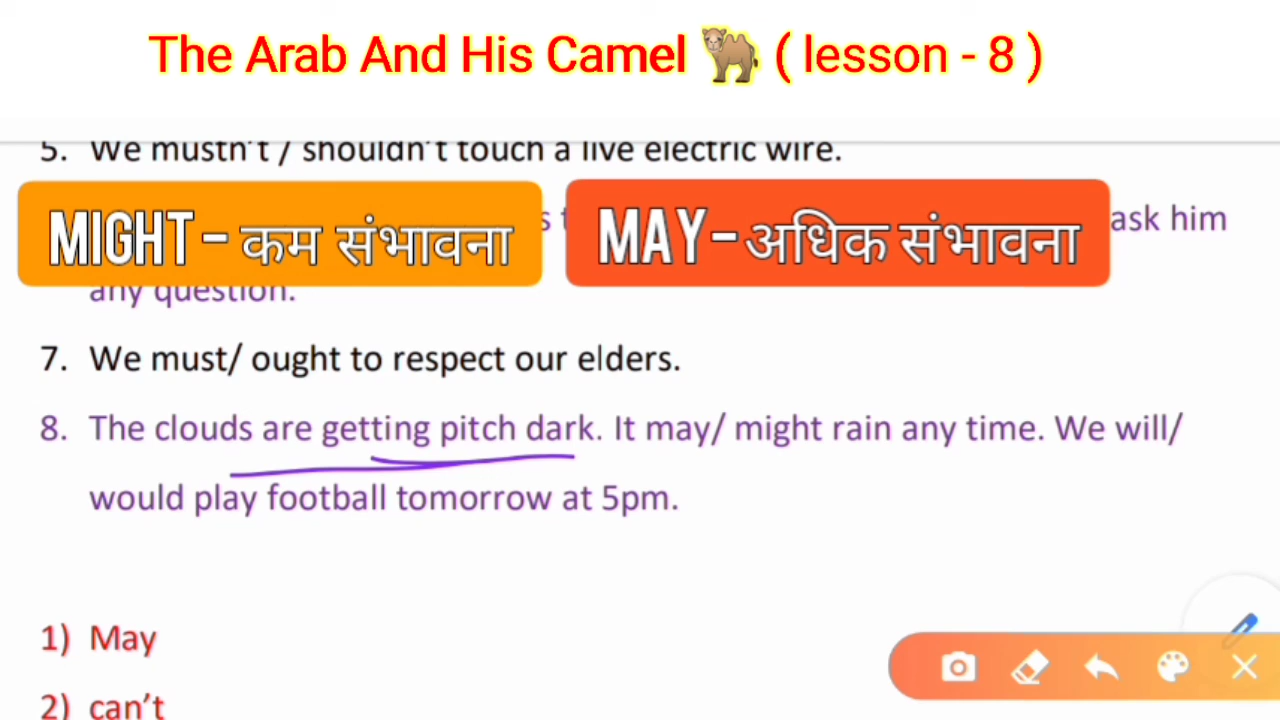 The Arab And His Camel 🐫 ( lesson - 8 )
5. We mustn't / shouldn't touch a live electric wire.
MIGHT - कम संभावना
MAY - अधिक संभावना
ask him
any question.
7. We must/ ought to respect our elders.
8. The clouds are getting pitch dark. It may/ might rain any time. We will/
would play football tomorrow at 5pm.
1) May
2) can't